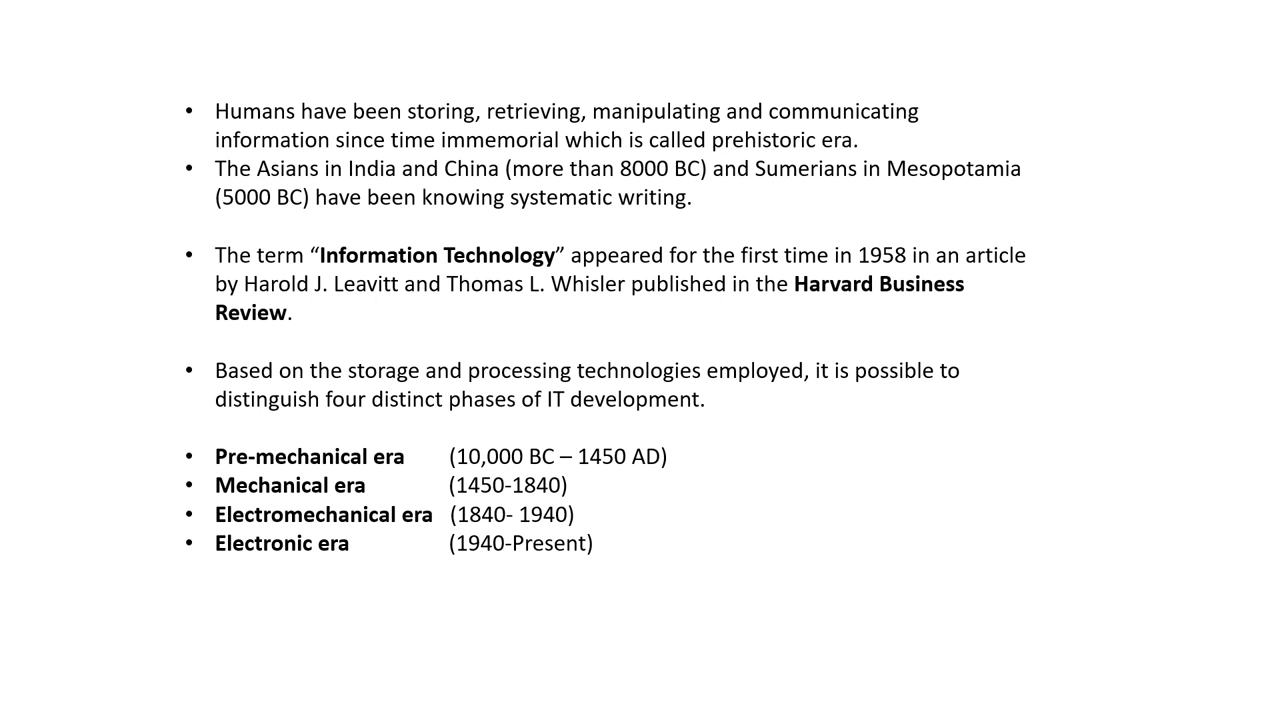 • Humans have been storing, retrieving, manipulating and communicating
information since time immemorial which is called prehistoric era.
• The Asians in India and China (more than 8000 BC) and Sumerians in Mesopotamia
(5000 BC) have been knowing systematic writing.
• The term “Information Technology” appeared for the first time in 1958 in an article
by Harold J. Leavitt and Thomas L. Whisler published in the Harvard Business
Review.
• Based on the storage and processing technologies employed, it is possible to
distinguish four distinct phases of IT development.
• Pre-mechanical era (10,000 BC – 1450 AD)
• Mechanical era (1450-1840)
• Electromechanical era (1840- 1940)
• Electronic era (1940-Present)